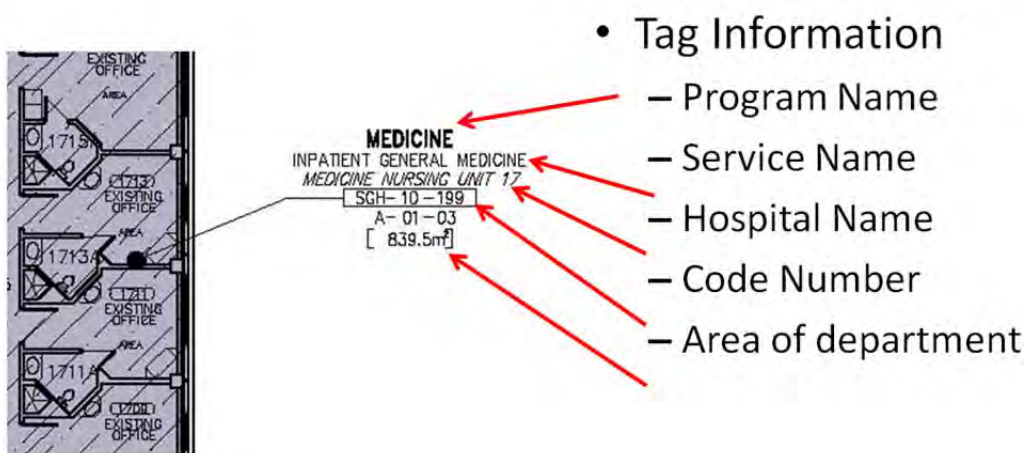 • Tag Information
– Program Name
– Service Name
– Hospital Name
– Code Number
– Area of department
MEDICINE
INPATIENT GENERAL MEDICINE
MEDICINE NURSING UNIT 17
SGH-10-199
A-01-03
[ 839.5m²]
EXISTING
OFFICE
AREA
1715A
1713
EXISTING
OFFICE
AREA
1713A
1711
EXISTING
OFFICE
AREA
1711A
1709
EXISTING
OFFICE